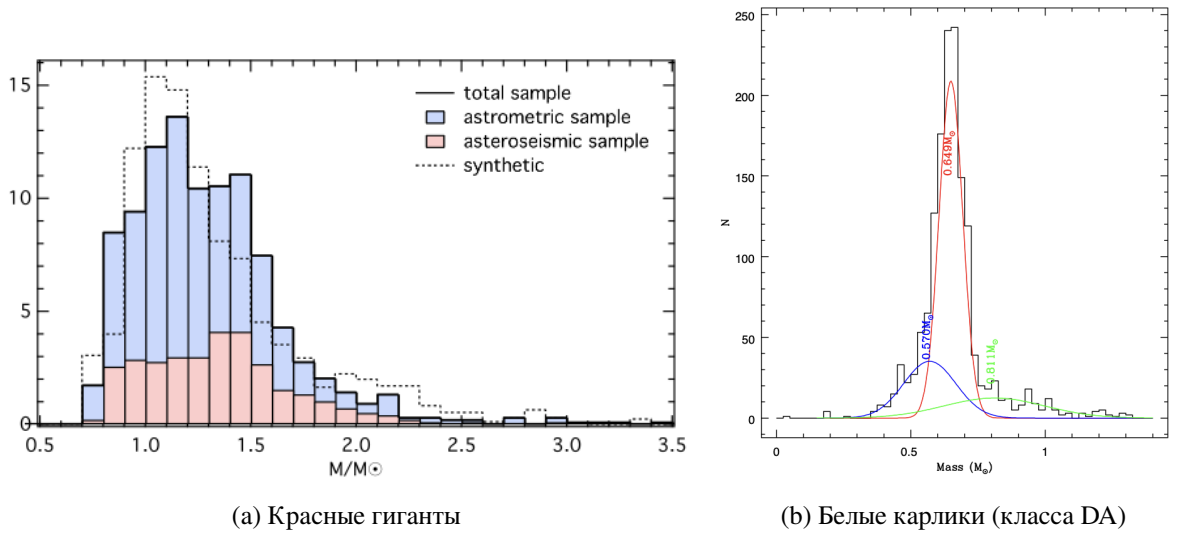 15
10
5
0
0.5 1.0 1.5 2.0 2.5 3.0 3.5
M/M☉
total sample
astrometric sample
asteroseismic sample
synthetic
(a) Красные гиганты
250
200
150
100
50
0
N
0 0.5 1
Mass (M☉)
0.570M☉
0.649M☉
0.811M☉
(b) Белые карлики (класса DA)